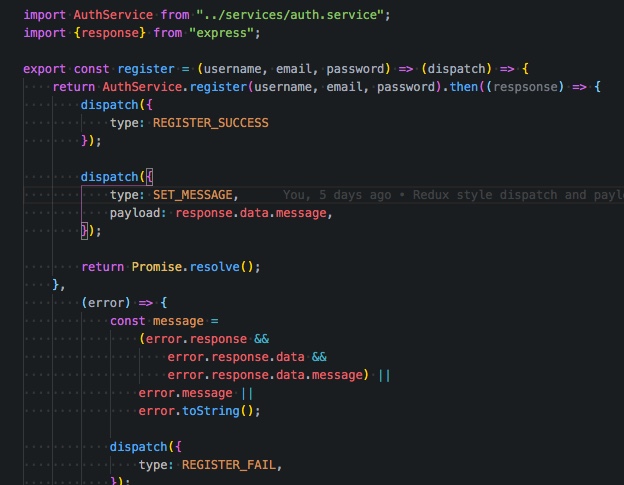 import AuthService from "../services/auth.service";
import {response} from "express";
export const register = (username, email, password) => (dispatch) => {
return AuthService.register(username, email, password).then((respsonse) => {
dispatch({
type: REGISTER_SUCCESS
});
dispatch({
type: SET_MESSAGE, You, 5 days ago • Redux style dispatch and payl
payload: response.data.message,
});
return Promise.resolve();
},
(error) => {
const message =
(error.response &&
error.response.data &&
error.response.data.message) ||
error.message ||
error.toString();
dispatch({
type: REGISTER_FAIL,
});